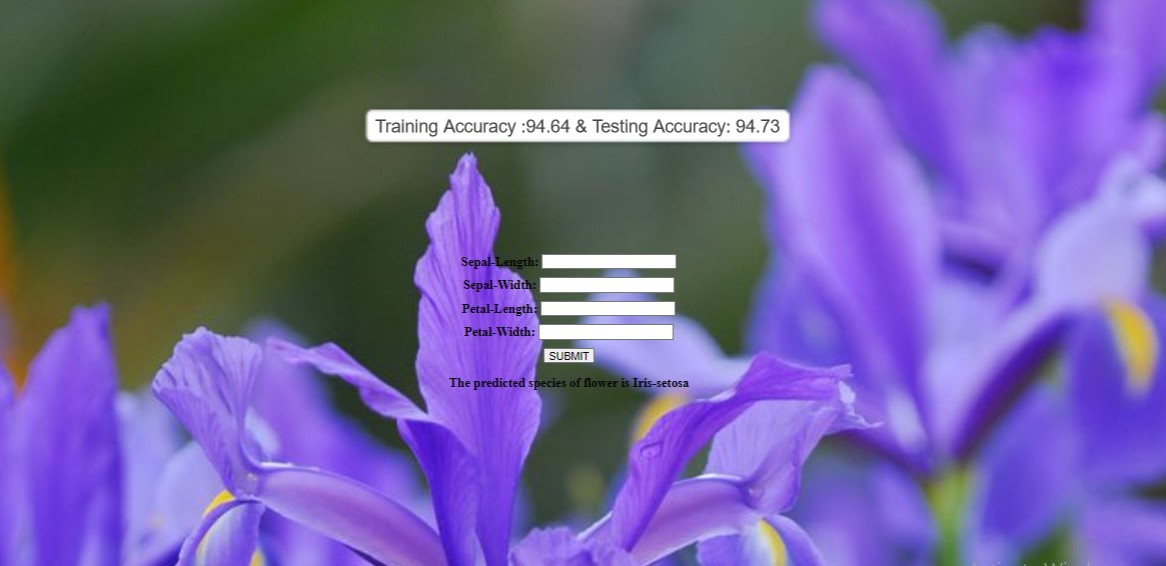 Training Accuracy :94.64 & Testing Accuracy: 94.73
Sepal-Length:
Sepal-Width:
Petal-Length:
Petal-Width:
SUBMIT
The predicted species of flower is Iris-setosa